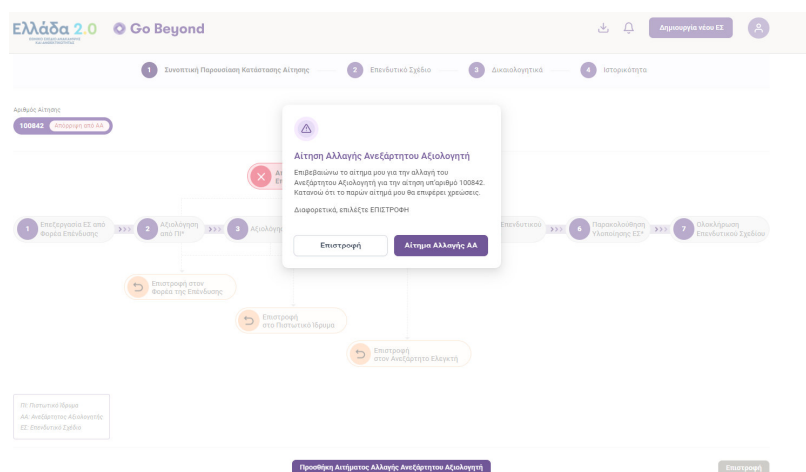 Ελλάδα 2.0
Go Beyond
Δημιουργία νέου ΕΣ
1 Συνοπτική Παρουσίαση Κατάστασης Αίτησης
2 Επενδυτικό Σχέδιο
3 Δικαιολογητικά
4 Ιστορικότητα
Αριθμός Αίτησης
100842 Απόρριψη από ΑΑ
Αίτηση Αλλαγής Ανεξάρτητου Αξιολογητή
Επιβεβαιώνω το αίτημα μου για την αλλαγή του
Ανεξάρτητου Αξιολογητή για την αίτηση υπ'αριθμό 100842.
Κατανοώ ότι το παρών αίτημά μου θα επιφέρει χρεώσεις.
Διαφορετικά, επιλέξτε ΕΠΙΣΤΡΟΦΗ
Επιστροφή
Αίτημα Αλλαγής ΑΑ
1 Επεξεργασία ΕΣ από
Φορέα Επένδυσης
2 Αξιολόγηση
από ΠΙ*
3 Αξιολόγησ
Επενδυτικού
6 Παρακολούθηση
Υλοποίησης ΕΣ*
7 Ολοκλήρωση
Επενδυτικού Σχεδίου
Επιστροφή στον
Φορέα της Επένδυσης
Επιστροφή
στο Πιστωτικό Ίδρυμα
Επιστροφή
στον Ανεξάρτητο Ελεγκτή
ΠΙ: Πιστωτικό Ίδρυμα
ΑΑ: Ανεξάρτητος Αξιολογητής
ΕΣ: Επενδυτικό Σχέδιο
Προσθήκη Αιτήματος Αλλαγής Ανεξάρτητου Αξιολογητή
Επιστροφή